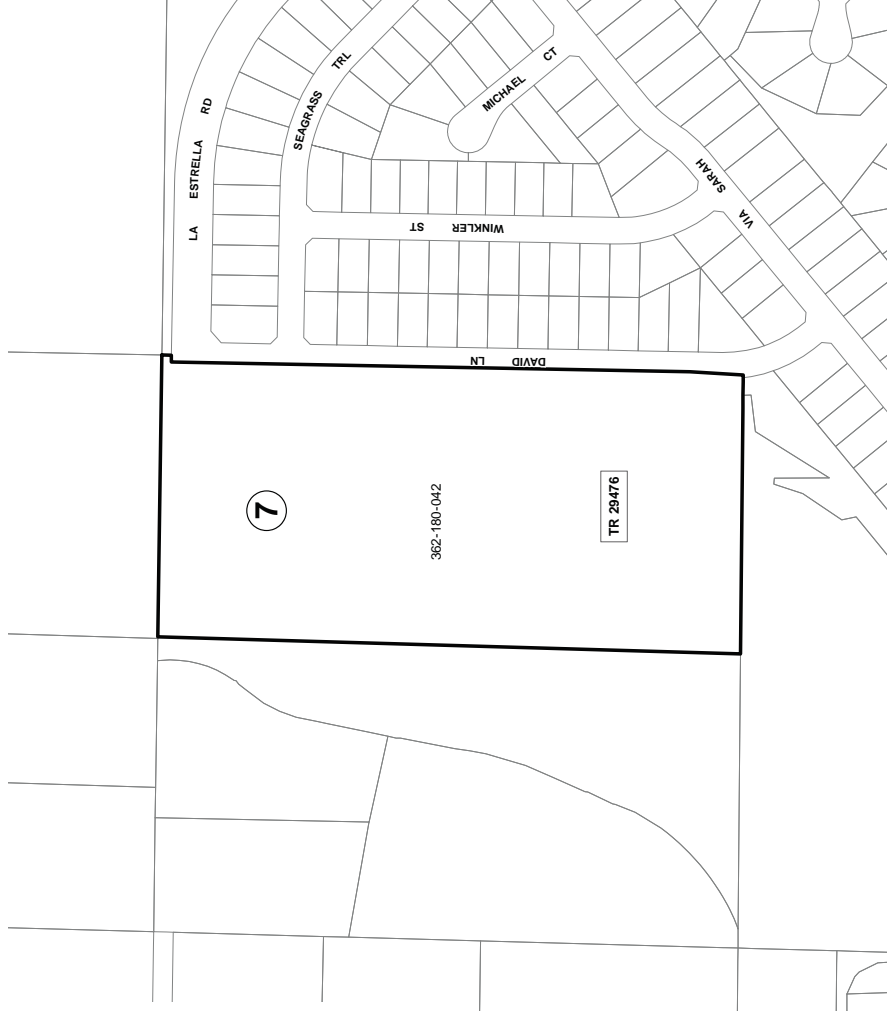 LA ESTRELLA RD
SEAGRASS TRL
MICHAEL CT
WINKLER ST
VIA SARAH
DAVID LN
7
362-180-042
TR 29476